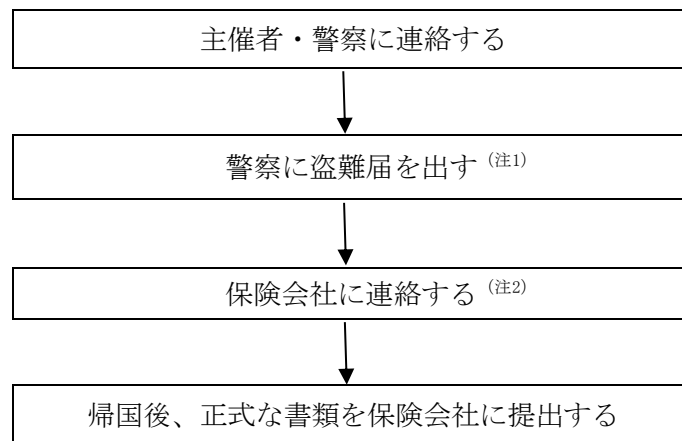 主催者・警察に連絡する
警察に盗難届を出す(注1)
保険会社に連絡する(注2)
帰国後、正式な書類を保険会社に提出する